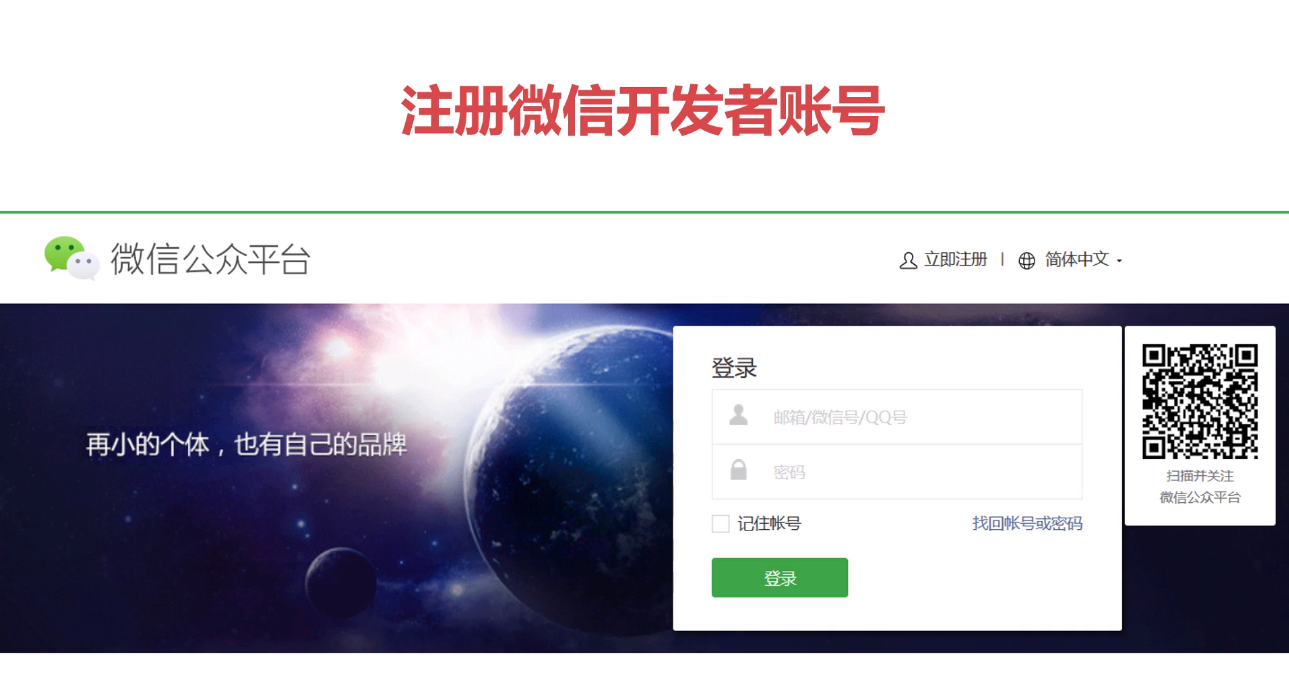 注册微信开发者账号
微信公众平台
立即注册 | 简体中文
再小的个体，也有自己的品牌
登录
邮箱/微信号/QQ号
密码
记住帐号 找回帐号或密码
登录
扫描并关注
微信公众平台